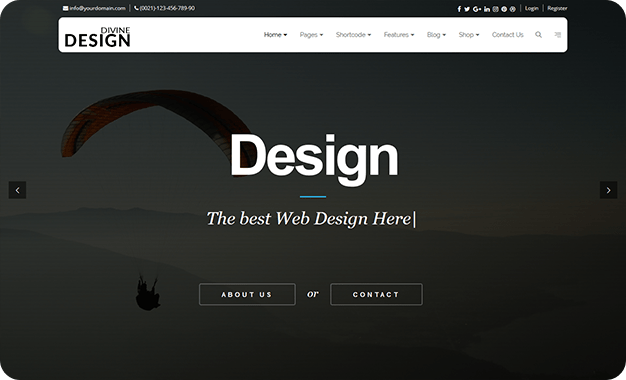 info@yourdomain.com (0021)-123-456-789-90 Login Register
DIVINE
DESIGN
Home Pages Shortcode Features Blog Shop Contact Us
Design
The best Web Design Here|
ABOUT US or CONTACT